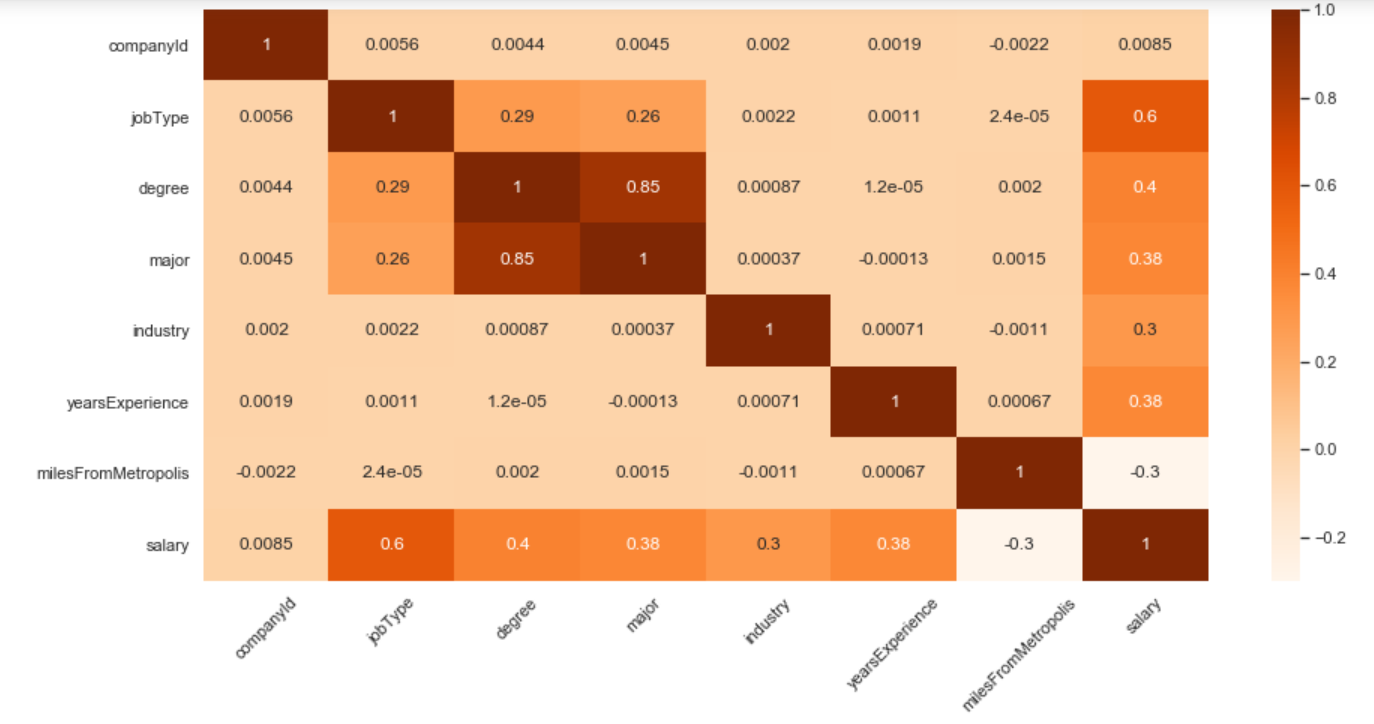 1.0
companyId 1 0.0056 0.0044 0.0045 0.002 0.0019 -0.0022 0.0085
0.8
jobType 0.0056 1 0.29 0.26 0.0022 0.0011 2.4e-05 0.6
degree 0.0044 0.29 1 0.85 0.00087 1.2e-05 0.002 0.4
0.6
major 0.0045 0.26 0.85 1 0.00037 -0.00013 0.0015 0.38
0.4
industry 0.002 0.0022 0.00087 0.00037 1 0.00071 -0.0011 0.3
0.2
yearsExperience 0.0019 0.0011 1.2e-05 -0.00013 0.00071 1 0.00067 0.38
0.0
milesFromMetropolis -0.0022 2.4e-05 0.002 0.0015 -0.0011 0.00067 1 -0.3
−0.2
salary 0.0085 0.6 0.4 0.38 0.3 0.38 -0.3 1
companyId jobType degree major industry yearsExperience milesFromMetropolis salary